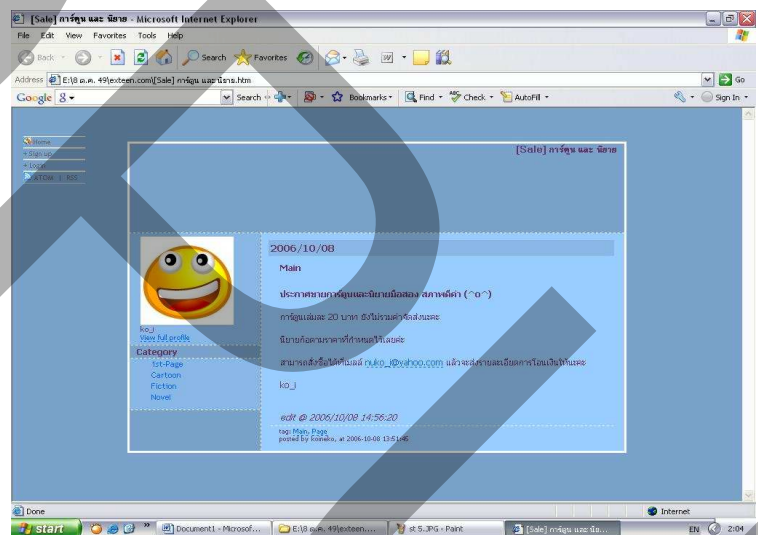 [Sale] การ์ตูน และ นิยาย - Microsoft Internet Explorer
File Edit View Favorites Tools Help
Back Search Favorites
Address E:\8 ต.ค. 49\exteen.com\[Sale] การ์ตูน และ นิยาย.htm Go
Google Search Bookmarks Find Check AutoFill Sign In
Home
+ Sign up
+ Login
ATOM | RSS
[Sale] การ์ตูน และ นิยาย
2006/10/08
Main
ประกาศขายการ์ตูนและนิยายมือสอง สภาพดีค่า (^o^)
การ์ตูนเล่มละ 20 บาท ยังไม่รวมค่าจัดส่งนะคะ
นิยายก็ตามราคาที่กำหนดไว้เลยค่ะ
สามารถสั่งซื้อได้ที่เมลล์ nuko_i@yahoo.com แล้วจะส่งรายละเอียดการโอนเงินให้นะคะ
ko_i
edit @ 2006/10/08 14:56:20
tag: Main, Page
posted by koineko, at 2006-10-08 13:51:46
ko_i
View full profile
Category
1st-Page
Cartoon
Fiction
Novel
Done Internet
start Document1 - Microsof... E:\8 ต.ค. 49\exteen.... st 5.JPG - Paint [Sale] การ์ตูน และ นิย... EN 2:04